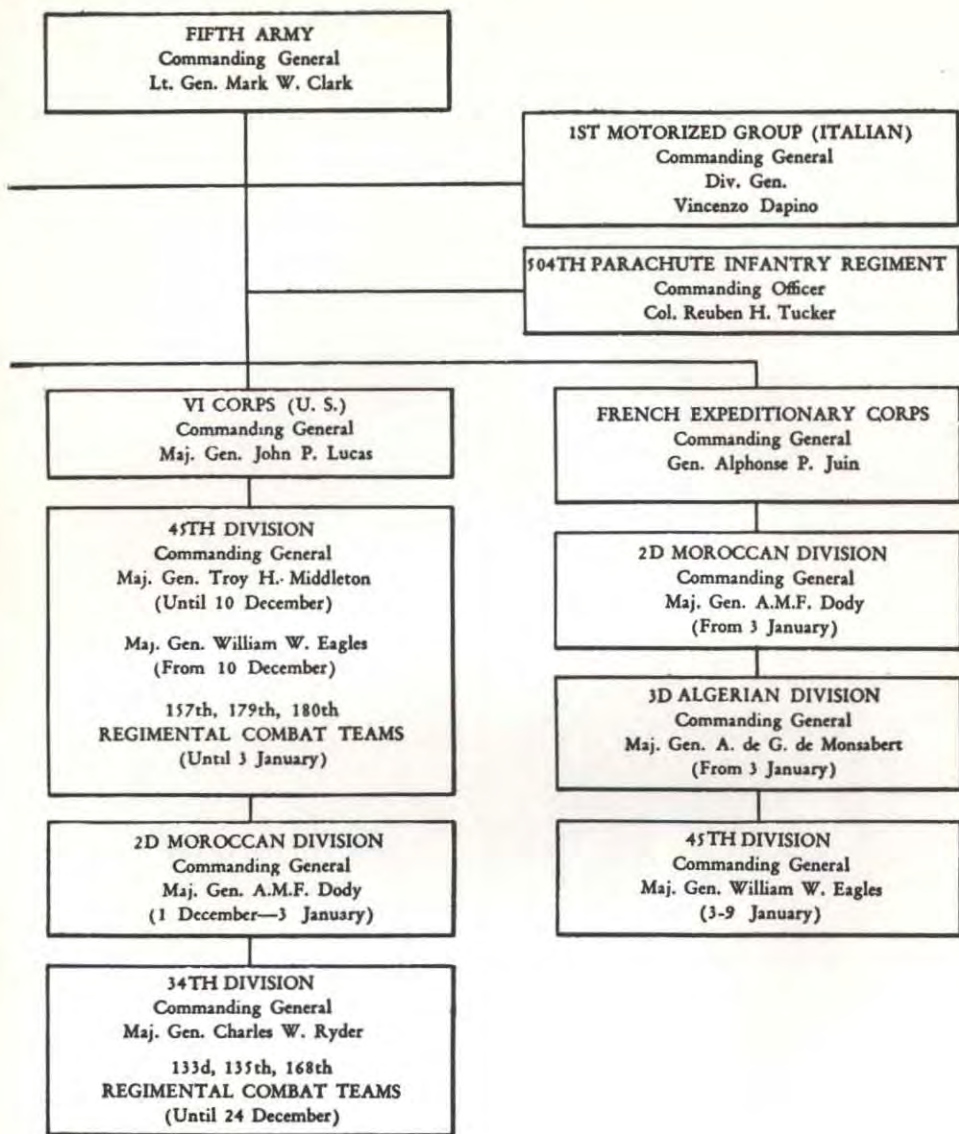 FIFTH ARMY
Commanding General
Lt. Gen. Mark W. Clark
1ST MOTORIZED GROUP (ITALIAN)
Commanding General
Div. Gen.
Vincenzo Dapino
504TH PARACHUTE INFANTRY REGIMENT
Commanding Officer
Col. Reuben H. Tucker
VI CORPS (U. S.)
Commanding General
Maj. Gen. John P. Lucas
45TH DIVISION
Commanding General
Maj. Gen. Troy H. Middleton
(Until 10 December)
Maj. Gen. William W. Eagles
(From 10 December)
157th, 179th, 180th
REGIMENTAL COMBAT TEAMS
(Until 3 January)
2D MOROCCAN DIVISION
Commanding General
Maj. Gen. A.M.F. Dody
(1 December—3 January)
34TH DIVISION
Commanding General
Maj. Gen. Charles W. Ryder
133d, 135th, 168th
REGIMENTAL COMBAT TEAMS
(Until 24 December)
FRENCH EXPEDITIONARY CORPS
Commanding General
Gen. Alphonse P. Juin
2D MOROCCAN DIVISION
Commanding General
Maj. Gen. A.M.F. Dody
(From 3 January)
3D ALGERIAN DIVISION
Commanding General
Maj. Gen. A. de G. de Monsabert
(From 3 January)
45TH DIVISION
Commanding General
Maj. Gen. William W. Eagles
(3-9 January)